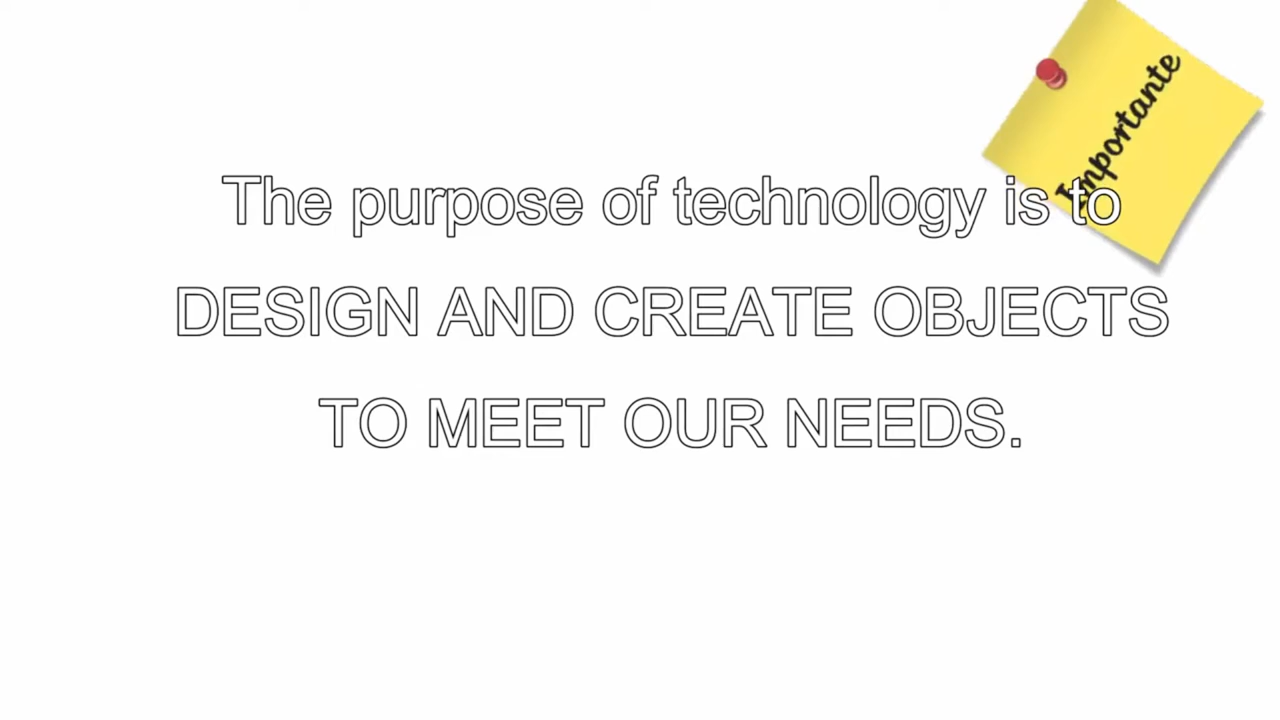 Importante
The purpose of technology is to
DESIGN AND CREATE OBJECTS
TO MEET OUR NEEDS.